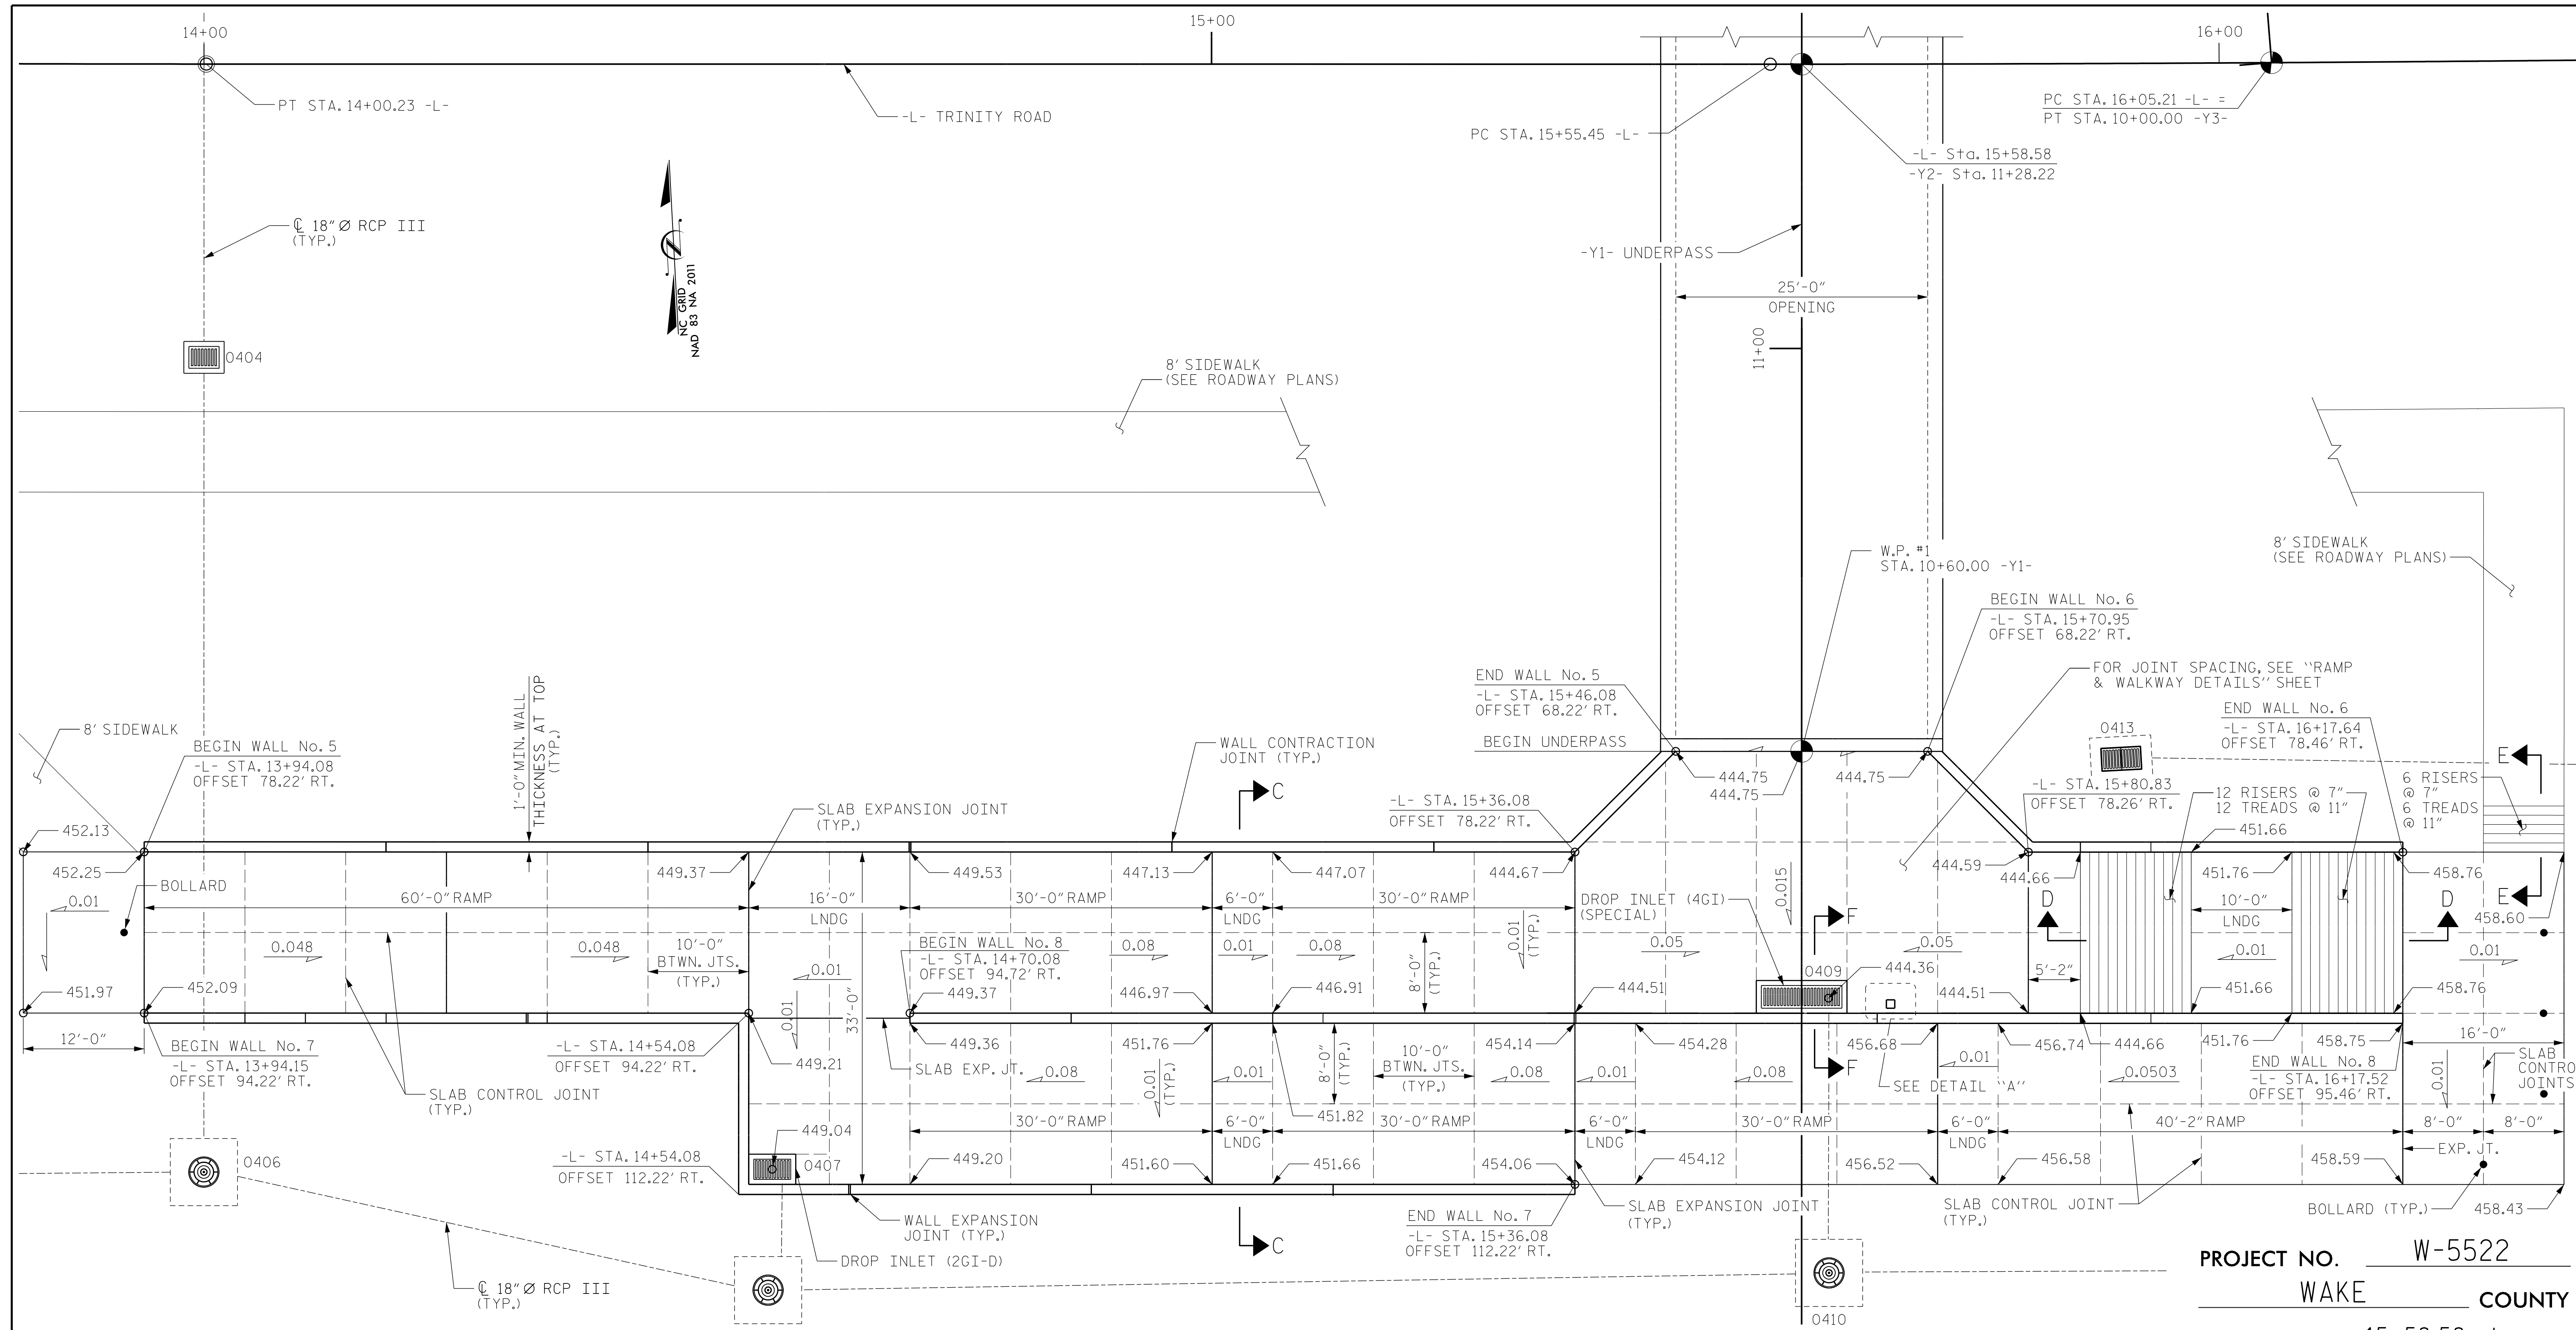 14+00
15+00
16+00
PT STA. 14+00.23 -L-
-L- TRINITY ROAD
PC STA. 15+55.45 -L-
PC STA. 16+05.21 -L- =
PT STA. 10+00.00 -Y3-
-L- Sta. 15+58.58
-Y2- Sta. 11+28.22
℄ 18" Ø RCP III
(TYP.)
NC GRID
NAD 83 NA 2011
-Y1- UNDERPASS
25'-0"
OPENING
11+00
0404
8' SIDEWALK
(SEE ROADWAY PLANS)
8' SIDEWALK
(SEE ROADWAY PLANS)
W.P. #1
STA. 10+60.00 -Y1-
BEGIN WALL No. 6
-L- STA. 15+70.95
OFFSET 68.22' RT.
END WALL No. 5
-L- STA. 15+46.08
OFFSET 68.22' RT.
BEGIN UNDERPASS
FOR JOINT SPACING, SEE "RAMP
& WALKWAY DETAILS" SHEET
8' SIDEWALK
BEGIN WALL No. 5
-L- STA. 13+94.08
OFFSET 78.22' RT.
1'-0" MIN. WALL
THICKNESS AT TOP
(TYP.)
WALL CONTRACTION
JOINT (TYP.)
SLAB EXPANSION JOINT
(TYP.)
C
-L- STA. 15+36.08
OFFSET 78.22' RT.
444.75
444.75
444.75
0413
END WALL No. 6
-L- STA. 16+17.64
OFFSET 78.46' RT.
-L- STA. 15+80.83
OFFSET 78.26' RT.
12 RISERS @ 7"
12 TREADS @ 11"
6 RISERS
@ 7"
6 TREADS
@ 11"
E
E
452.13
452.25
BOLLARD
0.01
60'-0" RAMP
449.37
16'-0"
LNDG
449.53
30'-0" RAMP
447.13
6'-0"
LNDG
447.07
30'-0" RAMP
444.67
444.59
444.66
451.66
451.76
458.76
DROP INLET (4GI)
(SPECIAL)
0.015
F
D
10'-0"
LNDG
D
458.60
0.048
0.048
10'-0"
BTWN. JTS.
(TYP.)
BEGIN WALL No. 8
-L- STA. 14+70.08
OFFSET 94.72' RT.
0.08
0.01
0.08
8'-0"
(TYP.)
0.01
(TYP.)
0.05
0.05
0.01
0.01
0.01
0.01
33'-0"
5'-2"
451.97
452.09
449.37
446.97
446.91
444.51
0409
444.36
444.51
451.66
458.76
12'-0"
BEGIN WALL No. 7
-L- STA. 13+94.15
OFFSET 94.22' RT.
-L- STA. 14+54.08
OFFSET 94.22' RT.
449.21
449.36
SLAB EXP. JT.
451.76
454.14
454.28
456.68
456.74
444.66
451.76
458.75
16'-0"
SLAB CONTROL JOINT
(TYP.)
0.08
0.01
(TYP.)
0.01
8'-0"
(TYP.)
10'-0"
BTWN. JTS.
(TYP.)
0.08
0.01
0.08
F
SEE DETAIL "A"
0.01
0.0503
END WALL No. 8
-L- STA. 16+17.52
OFFSET 95.46' RT.
0.01
SLAB
CONTRO
JOINTS
30'-0" RAMP
6'-0"
LNDG
451.82
30'-0" RAMP
6'-0"
LNDG
30'-0" RAMP
6'-0"
LNDG
40'-2" RAMP
8'-0"
8'-0"
EXP. JT.
449.04
0407
0406
-L- STA. 14+54.08
OFFSET 112.22' RT.
449.20
451.60
451.66
454.06
454.12
456.52
456.58
458.59
SLAB EXPANSION JOINT
(TYP.)
SLAB CONTROL JOINT
(TYP.)
BOLLARD (TYP.)
458.43
WALL EXPANSION
JOINT (TYP.)
C
END WALL No. 7
-L- STA. 15+36.08
OFFSET 112.22' RT.
DROP INLET (2GI-D)
℄ 18" Ø RCP III
(TYP.)
0410
PROJECT NO. W-5522
WAKE COUNTY